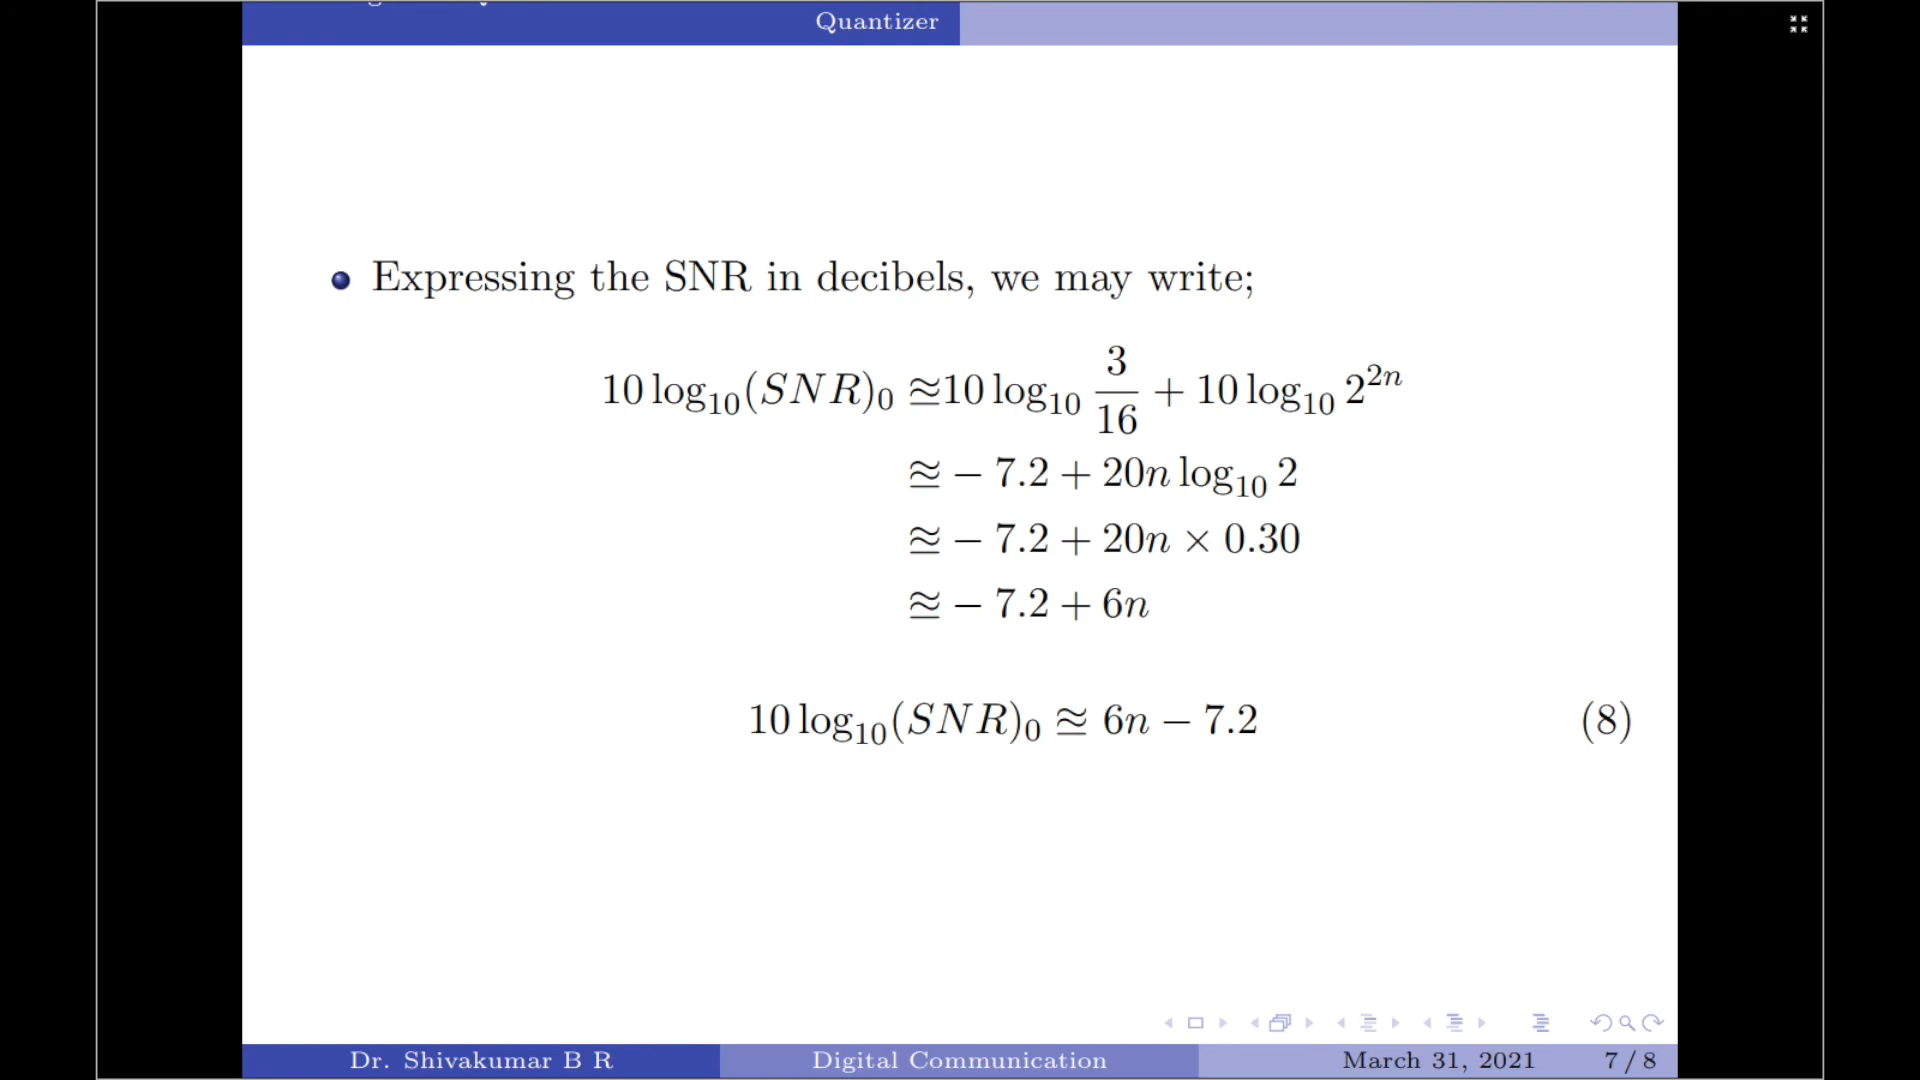 Quantizer
Expressing the SNR in decibels, we may write;
10 log₁₀(SNR)₀ ≊10 log₁₀ 3/16 + 10 log₁₀ 2²ⁿ
≊ − 7.2 + 20n log₁₀ 2
≊ − 7.2 + 20n × 0.30
≊ − 7.2 + 6n
10 log₁₀(SNR)₀ ≊ 6n − 7.2 (8)
Dr. Shivakumar B R Digital Communication March 31, 2021 7 / 8